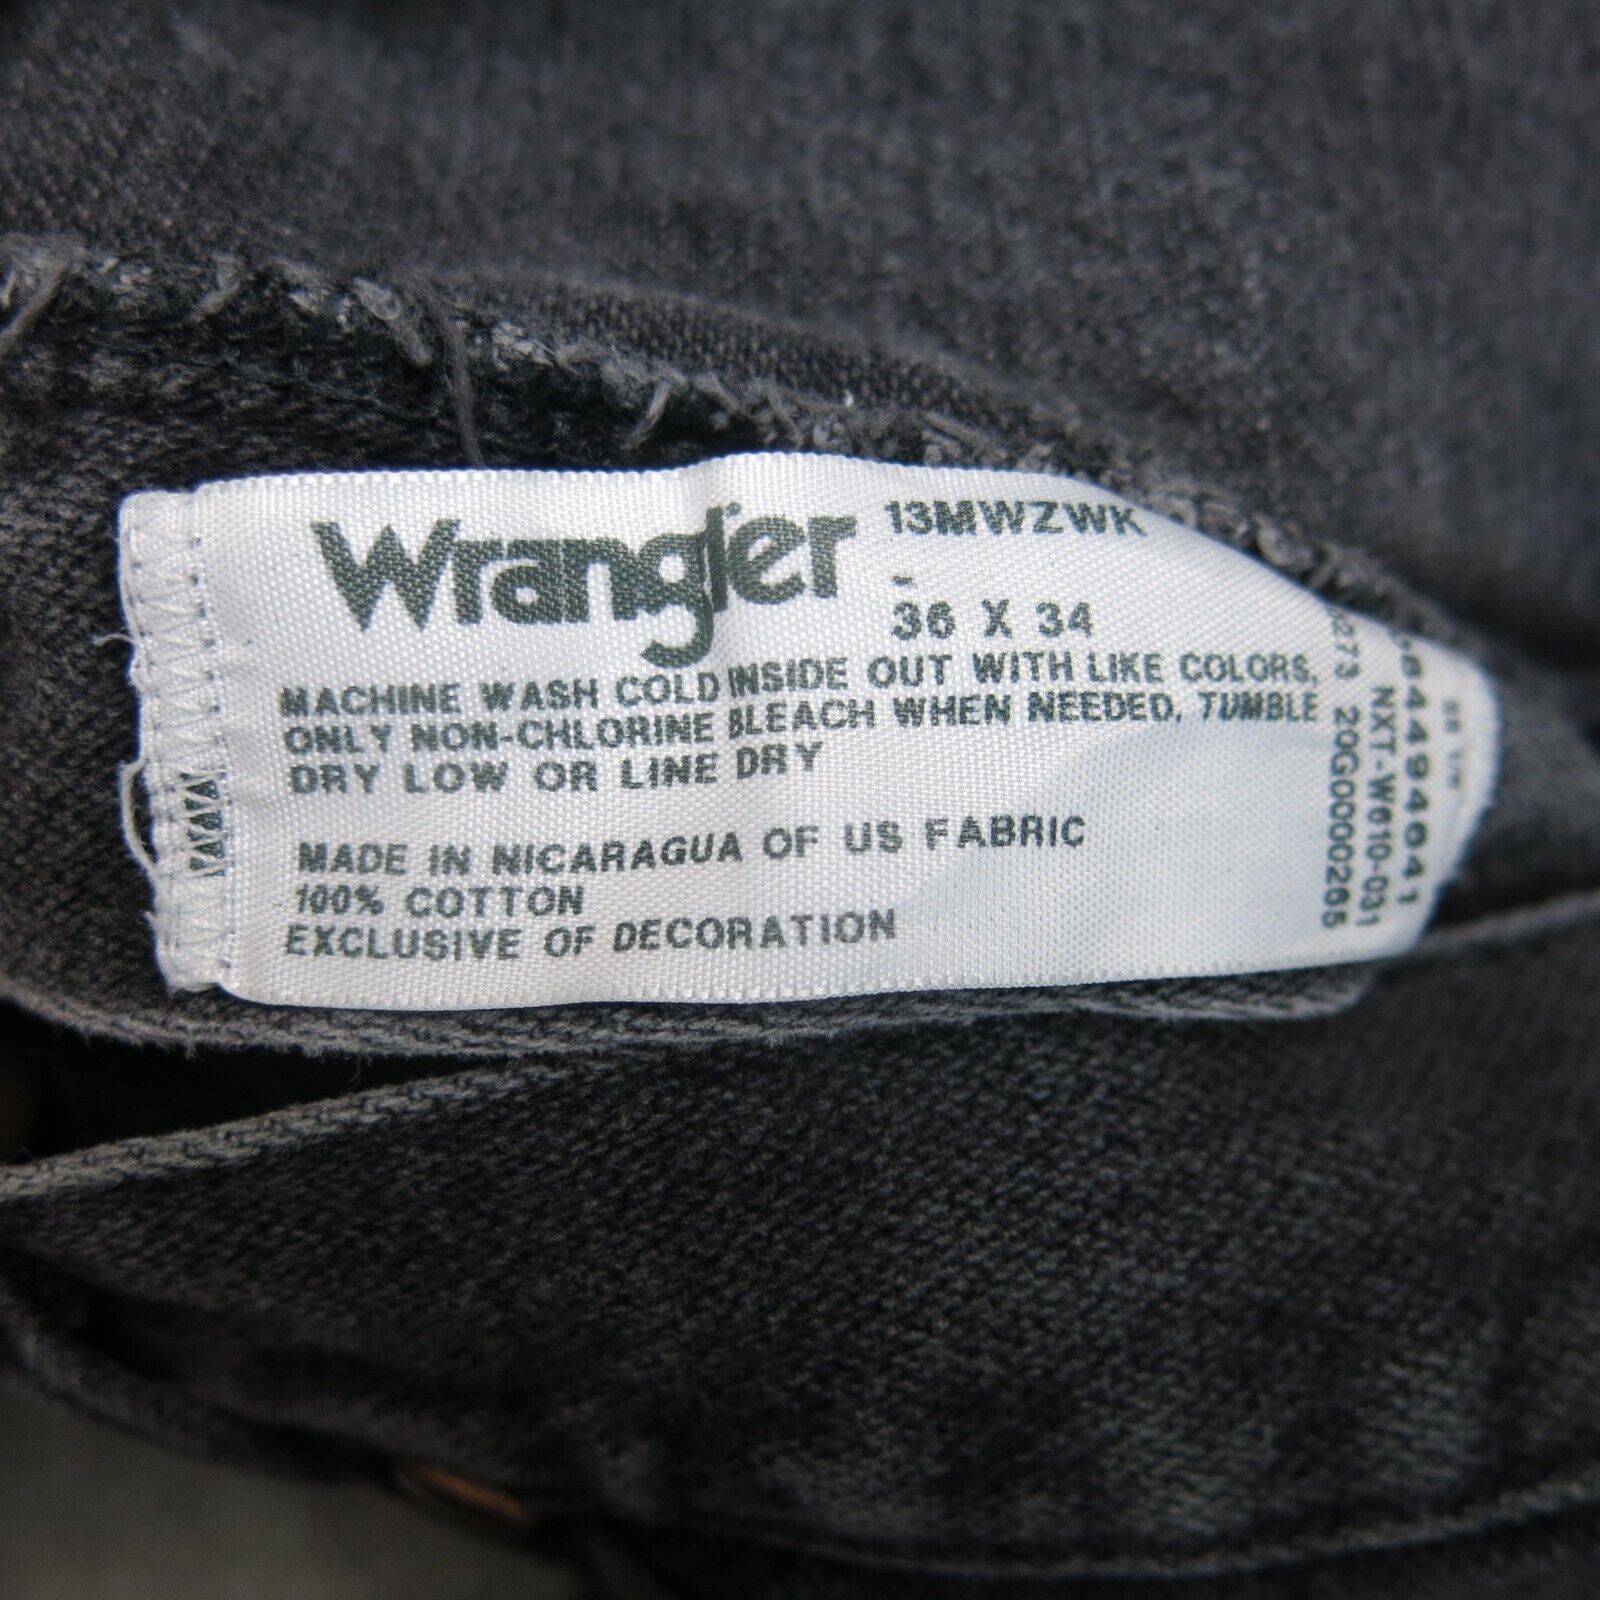 Wrangler
13MWZWK
-
36 X 34
MACHINE WASH COLD INSIDE OUT WITH LIKE COLORS,
ONLY NON-CHLORINE BLEACH WHEN NEEDED, TUMBLE
DRY LOW OR LINE DRY
MADE IN NICARAGUA OF US FABRIC
100% COTTON
EXCLUSIVE OF DECORATION
NXT-W610-031
20G0000265